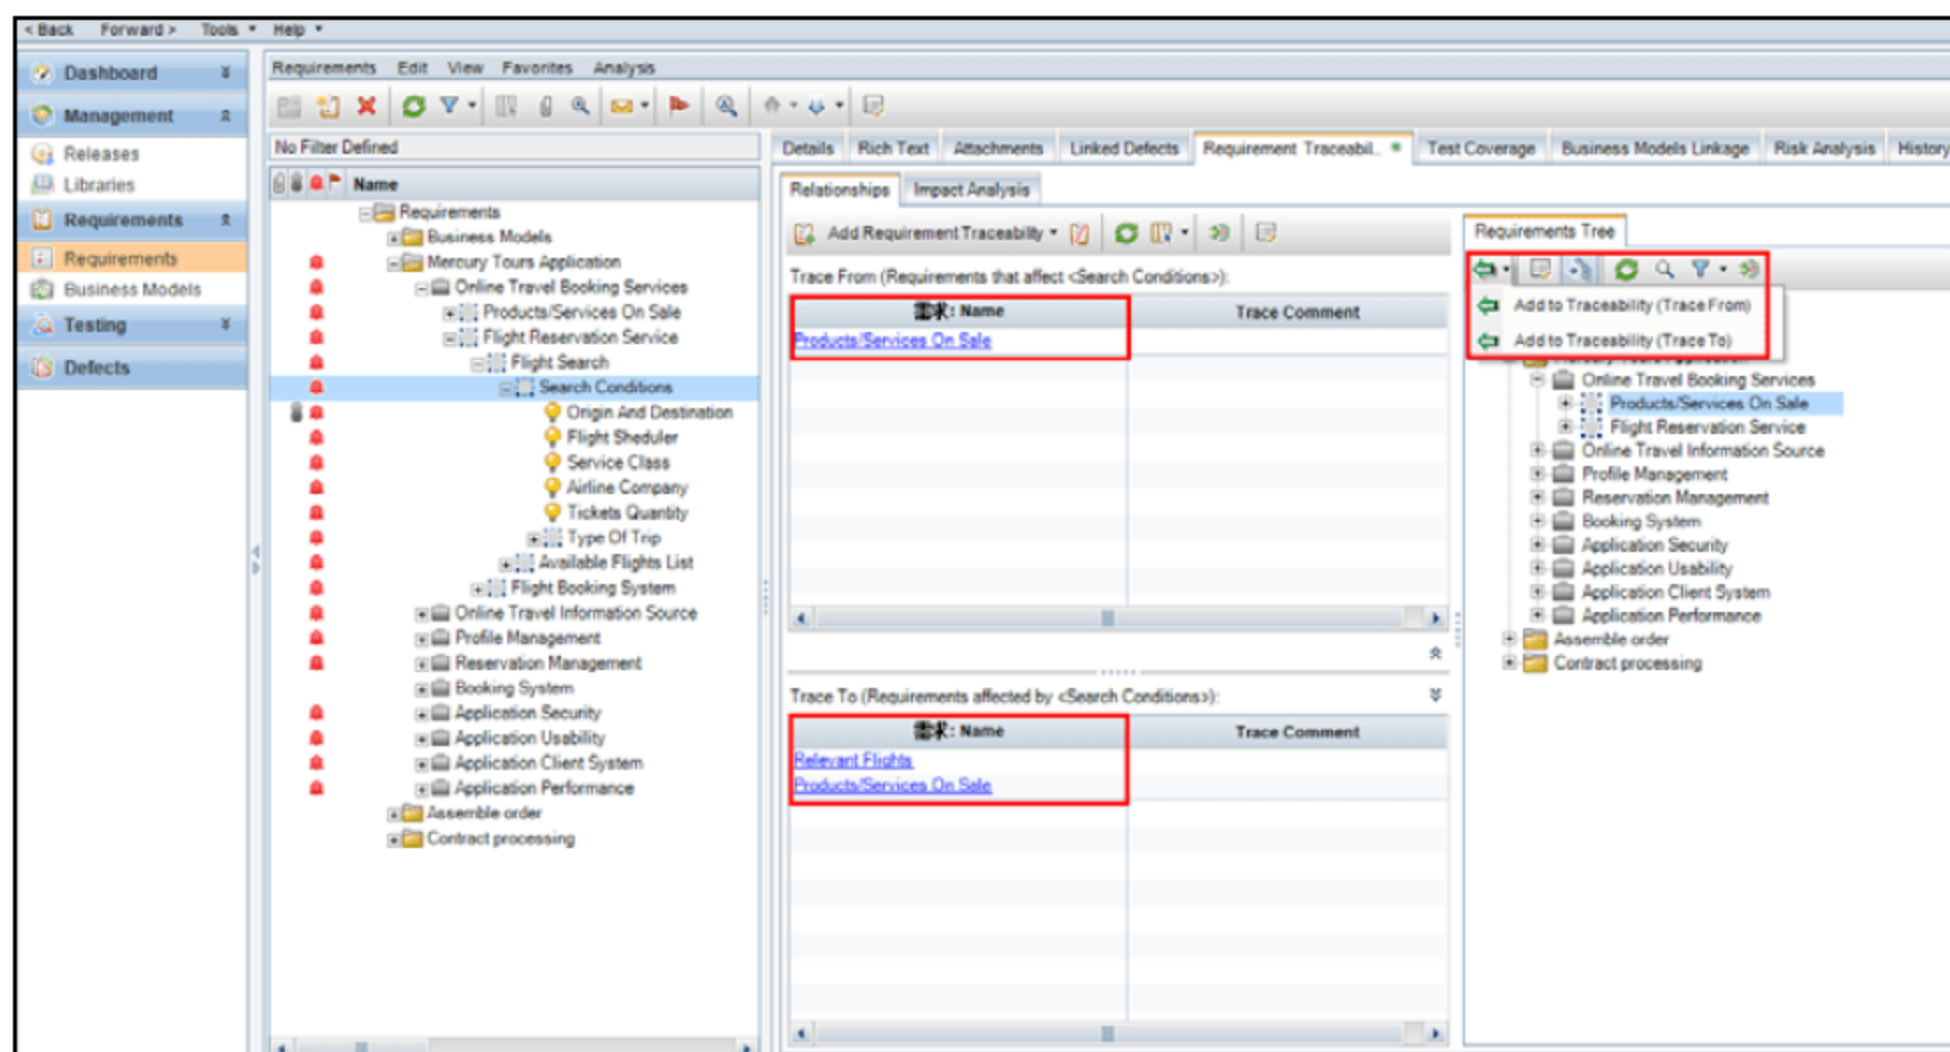 < Back Forward > Tools Help
Dashboard
Management
Releases
Libraries
Requirements
Requirements
Business Models
Testing
Defects
Requirements Edit View Favorites Analysis
No Filter Defined
Name
Requirements
Business Models
Mercury Tours Application
Online Travel Booking Services
Products/Services On Sale
Flight Reservation Service
Flight Search
Search Conditions
Origin And Destination
Flight Sheduler
Service Class
Airline Company
Tickets Quantity
Type Of Trip
Available Flights List
Flight Booking System
Online Travel Information Source
Profile Management
Reservation Management
Booking System
Application Security
Application Usability
Application Client System
Application Performance
Assemble order
Contract processing
Details Rich Text Attachments Linked Defects Requirement Traceabil.. Test Coverage Business Models Linkage Risk Analysis History
Relationships Impact Analysis
Add Requirement Traceability
Trace From (Requirements that affect <Search Conditions>):
需求: Name Trace Comment
Products/Services On Sale
Trace To (Requirements affected by <Search Conditions>):
需求: Name Trace Comment
Relevant Flights
Products/Services On Sale
Requirements Tree
Add to Traceability (Trace From)
Add to Traceability (Trace To)
Mercury Tours Application
Online Travel Booking Services
Products/Services On Sale
Flight Reservation Service
Online Travel Information Source
Profile Management
Reservation Management
Booking System
Application Security
Application Usability
Application Client System
Application Performance
Assemble order
Contract processing